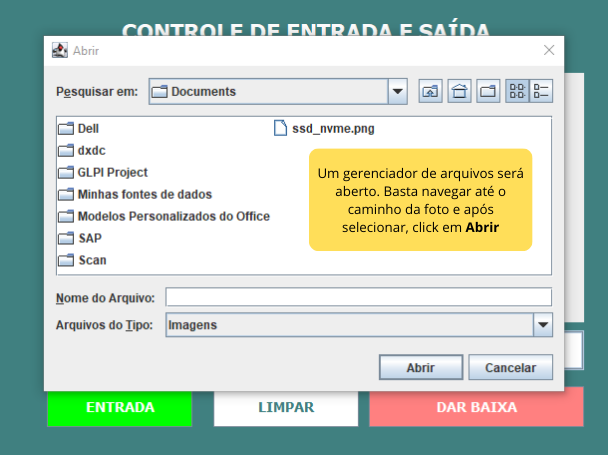 CONTROLE DE ENTRADA E SAÍDA
Abrir
Pesquisar em:
Documents
Dell
dxdc
GLPI Project
Minhas fontes de dados
Modelos Personalizados do Office
SAP
Scan
ssd_nvme.png
Um gerenciador de arquivos será
aberto. Basta navegar até o
caminho da foto e após
selecionar, click em Abrir
Nome do Arquivo:
Arquivos do Tipo:
Imagens
Abrir
Cancelar
ENTRADA
LIMPAR
DAR BAIXA